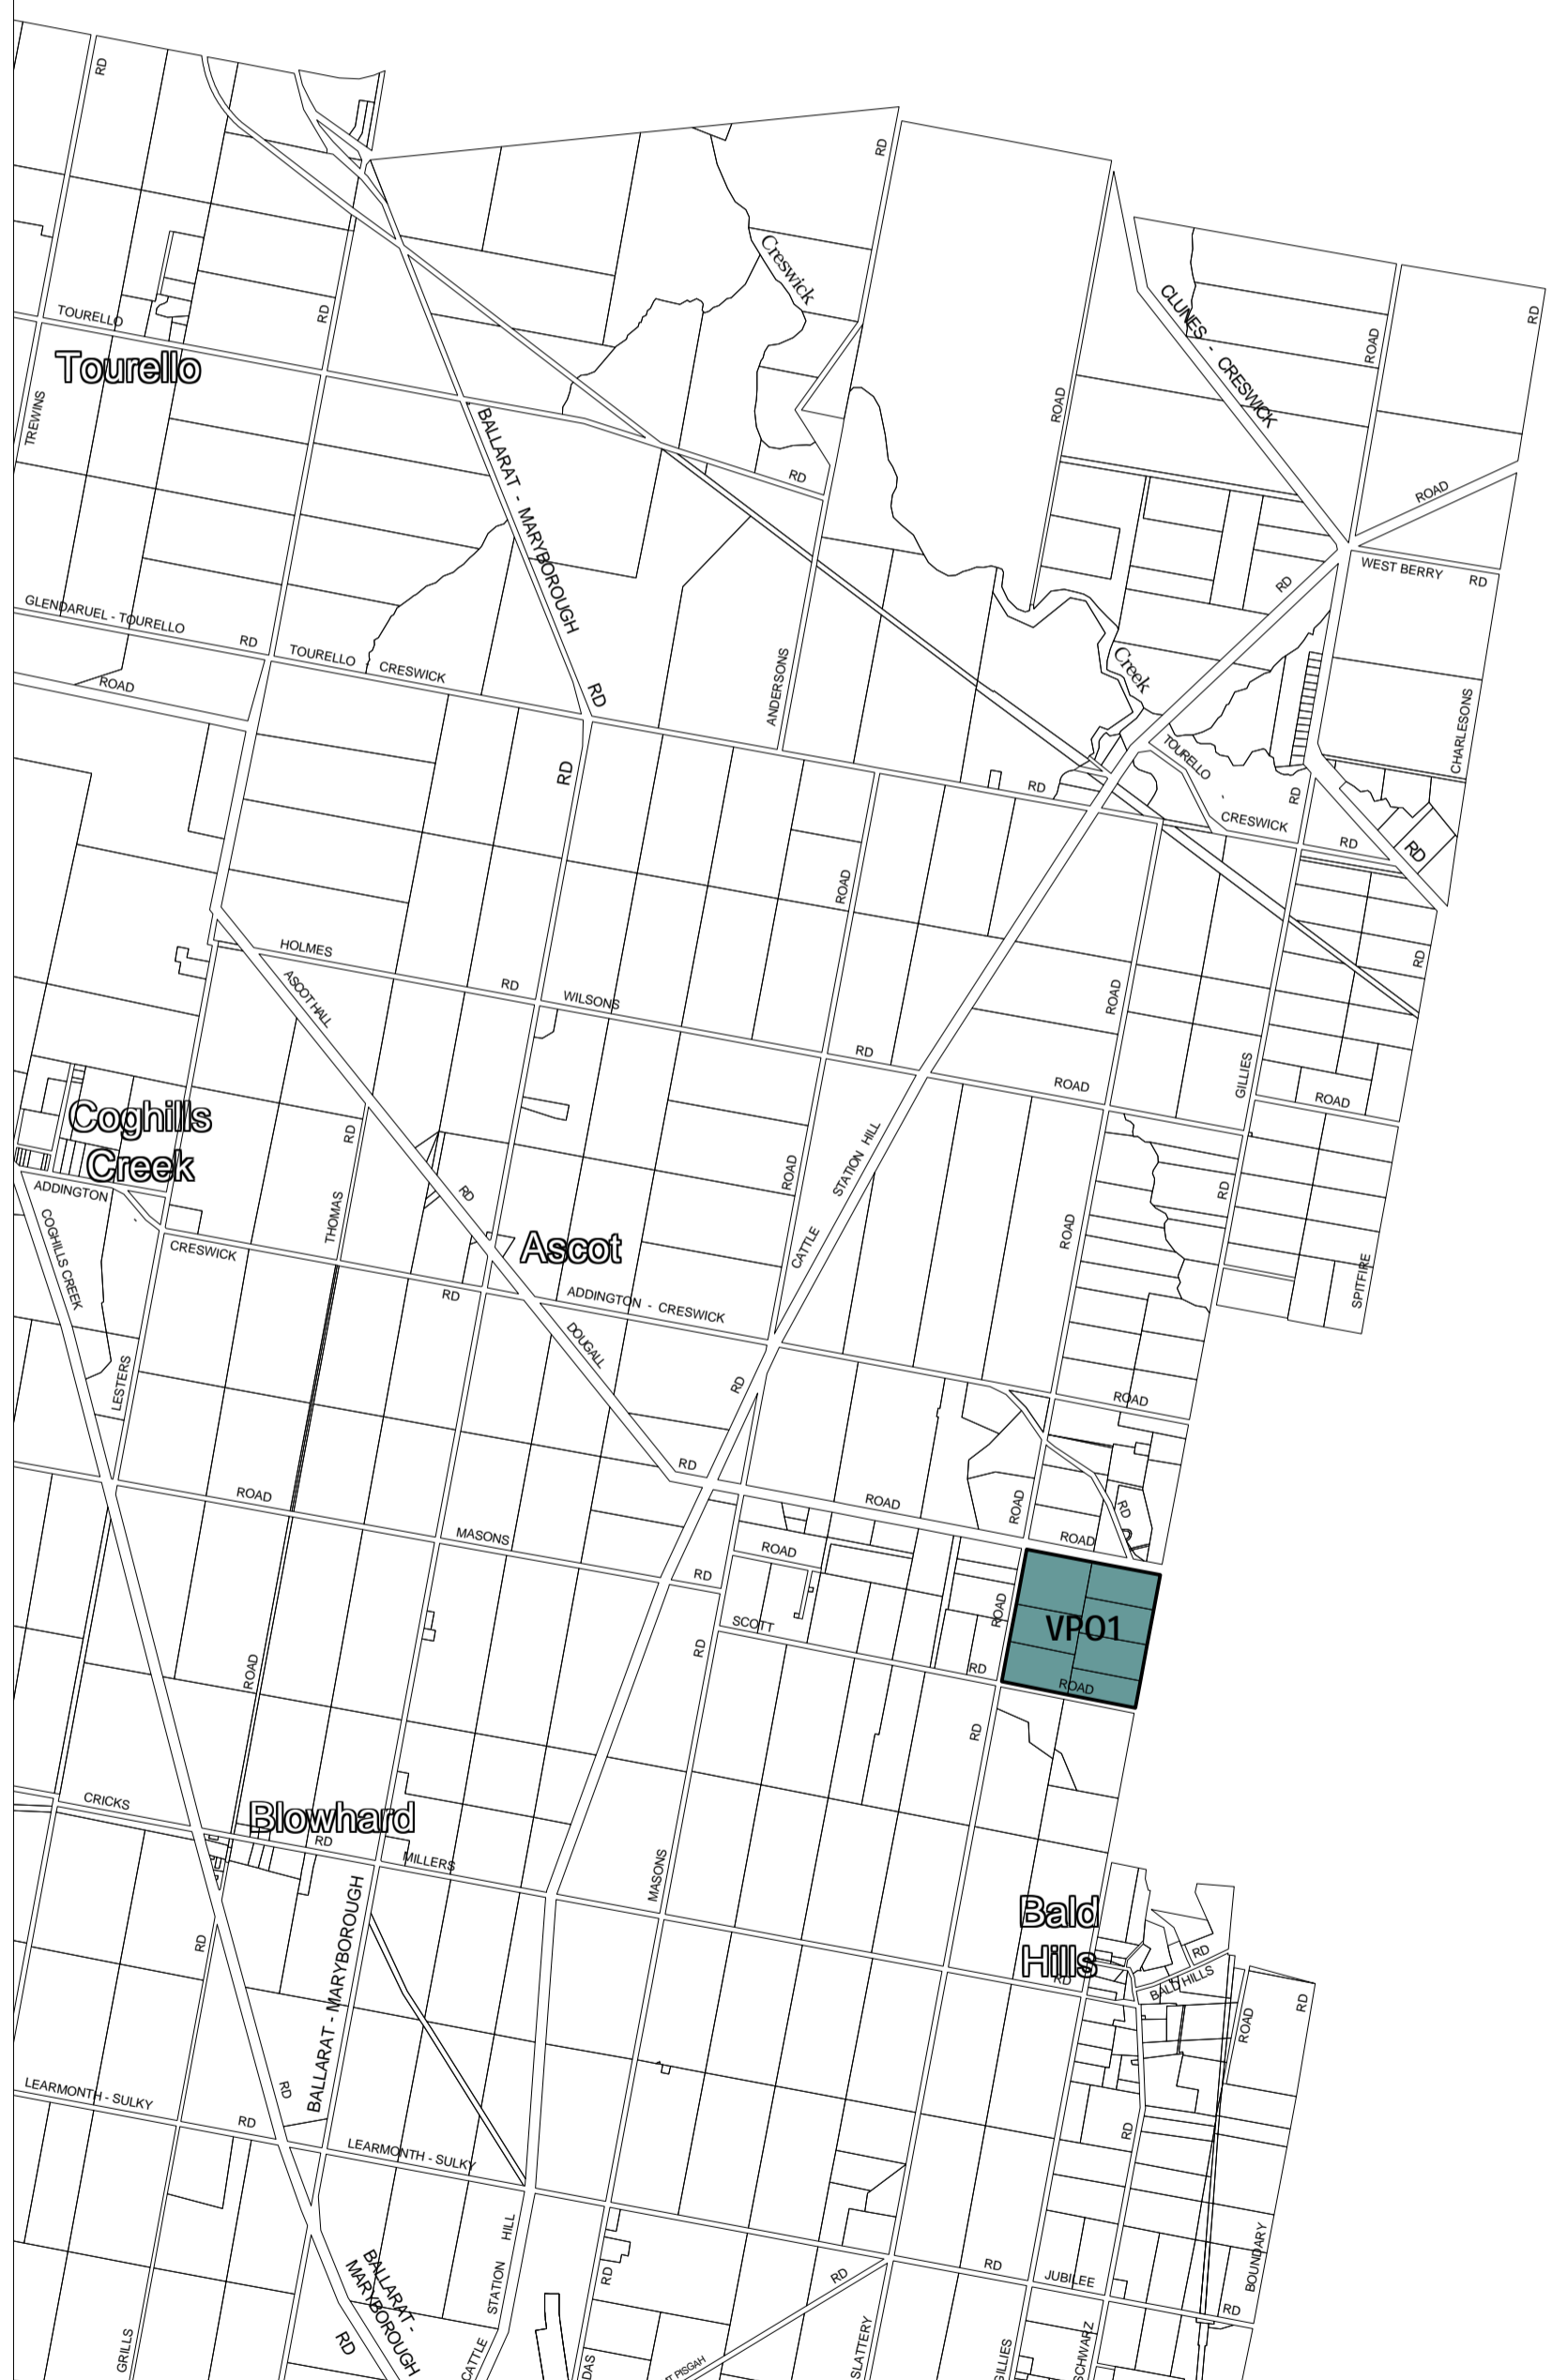 RD
RD
Creswick
RD
RD
CLUNES - CRESWICK
ROAD
ROAD
TOURELLO
Tourello
TREWINS
BALLARAT - MARYBOROUGH
RD
ROAD
RD
WEST BERRY
RD
GLENDARUEL - TOURELLO
RD
TOURELLO
CRESWICK
ROAD
RD
RD
ANDERSONS
Creek
TOURELLO
CHARLESONS
RD
RD
CRESWICK
RD
RD
ROAD
HOLMES
RD
ASCOT HALL
WILSONS
RD
ROAD
RD
ROAD
GILLIES
ROAD
Coghills
Creek
RD
RD
ADDINGTON
COGHILLS CREEK
THOMAS
CRESWICK
RD
Ascot
ROAD
STATION HILL
CATTLE
ROAD
RD
SPITFIRE
ADDINGTON - CRESWICK
DOUGALL
LESTERS
RD
ROAD
RD
ROAD
MASONS
ROAD
ROAD
RD
ROAD
ROAD
RD
SCOTT
ROAD
VPO1
RD
ROAD
ROAD
RD
RD
CRICKS
Blowhard
RD
MILLERS
MASONS
Bald
Hills
RD
RD
BALD HILLS
RD
BALLARAT - MARYBOROUGH
ROAD
RD
RD
LEARMONTH - SULKY
RD
LEARMONTH - SULKY
RD
HILL
STATION
CATTLE
BALLARAT -
MARYBOROUGH
RD
GRILLS
RD
RD
RD
JUBILEE
BOUNDARY
RD
SLATTERY